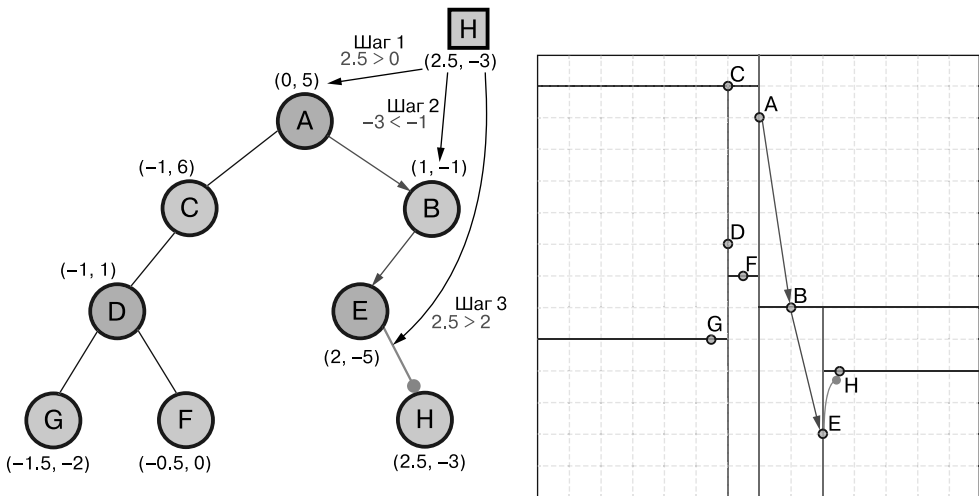 H
Шаг 1
2.5 > 0
(2.5, −3)
(0, 5)
Шаг 2
−3 < −1
A
(−1, 6)
(1, −1)
C
B
(−1, 1)
D
E
Шаг 3
2.5 > 2
(2, −5)
G
F
H
(−1.5, −2)
(−0.5, 0)
(2.5, −3)
C
A
D
F
B
G
H
E